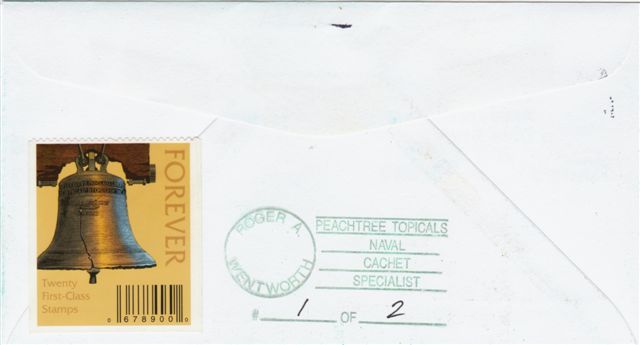 FOREVER
Twenty
First-Class
Stamps
0 678900 0
ROGER A.
WENTWORTH
PEACHTREE TOPICALS
NAVAL
CACHET
SPECIALIST
# 1 OF 2